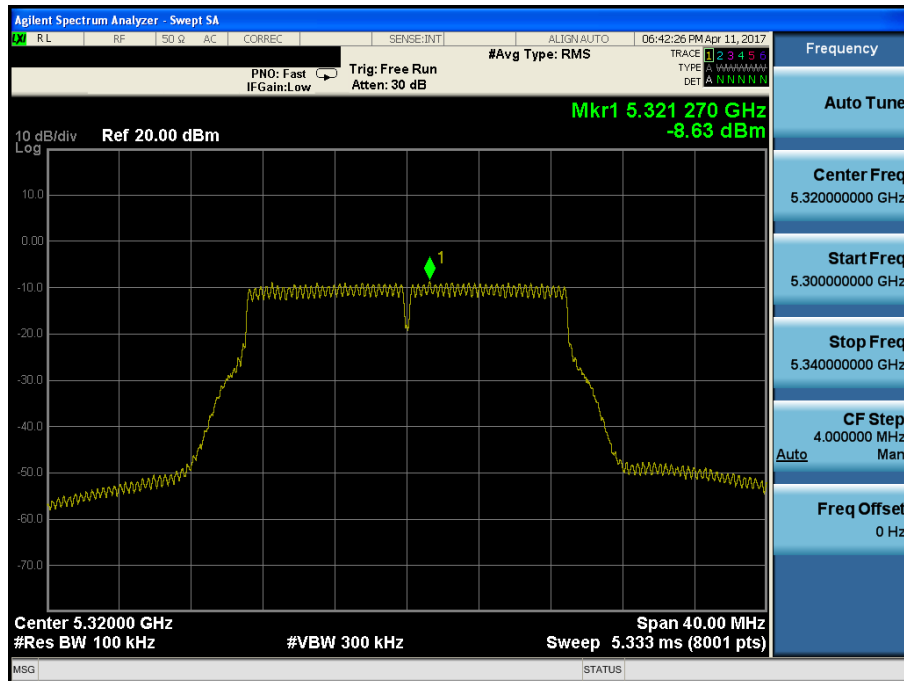 Agilent Spectrum Analyzer - Swept SA
LXI RL RF 50 Ω AC CORREC SENSE:INT ALIGNAUTO 06:42:26 PM Apr 11, 2017
Frequency
#Avg Type: RMS
TRACE 1 2 3 4 5 6
PNO: Fast Trig: Free Run
TYPE A WWWWWW
IFGain:Low Atten: 30 dB
DET A N N N N N
Auto Tune
Mkr1 5.321 270 GHz
-8.63 dBm
10 dB/div Ref 20.00 dBm
Log
Center Freq
5.320000000 GHz
10.0
0.00
-10.0
-20.0
-30.0
-40.0
-50.0
-60.0
-70.0
1
Start Freq
5.300000000 GHz
Stop Freq
5.340000000 GHz
CF Step
4.000000 MHz
Auto Man
Freq Offset
0 Hz
Center 5.32000 GHz Span 40.00 MHz
#Res BW 100 kHz #VBW 300 kHz Sweep 5.333 ms (8001 pts)
MSG STATUS